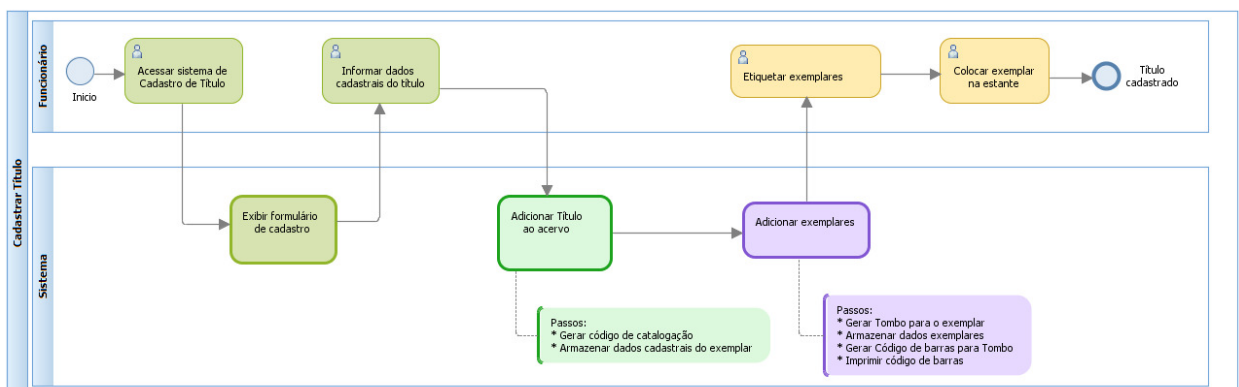 Cadastrar Título
Funcionário
Inicio
Acessar sistema de
Cadastro de Título
Informar dados
cadastrais do título
Etiquetar exemplares
Colocar exemplar
na estante
Título
cadastrado
Sistema
Exibir formulário
de cadastro
Adicionar Título
ao acervo
Adicionar exemplares
Passos:
* Gerar código de catalogação
* Armazenar dados cadastrais do exemplar
Passos:
* Gerar Tombo para o exemplar
* Armazenar dados exemplares
* Gerar Código de barras para Tombo
* Imprimir código de barras